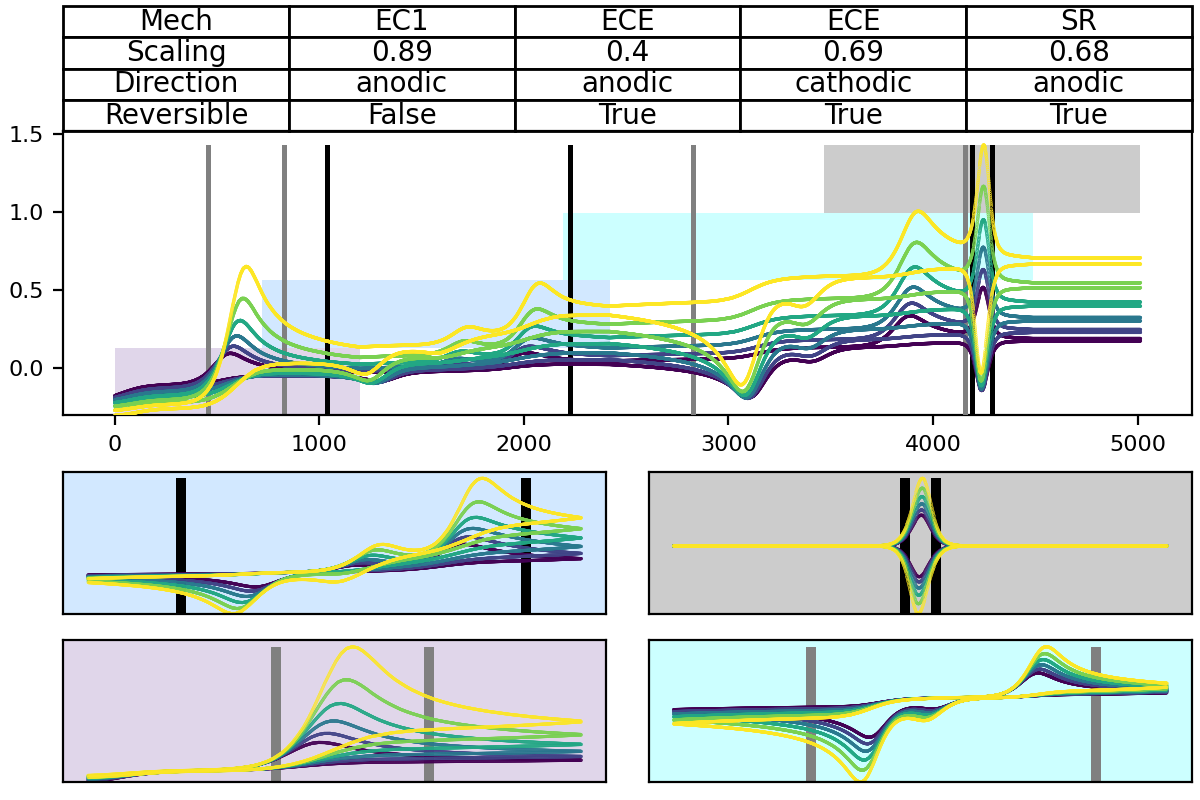 Mech EC1 ECE ECE SR
Scaling 0.89 0.4 0.69 0.68
Direction anodic anodic cathodic anodic
Reversible False True True True
1.5
1.0
0.5
0.0
0 1000 2000 3000 4000 5000